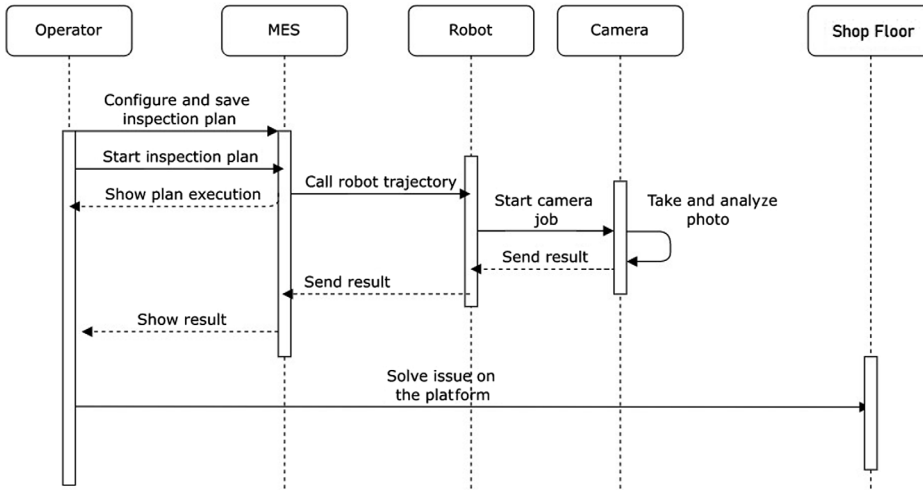 Operator
MES
Robot
Camera
Shop Floor
Configure and save
inspection plan
Start inspection plan
Call robot trajectory
Show plan execution
Start camera
job
Take and analyze
photo
Send result
Send result
Show result
Solve issue on
the platform